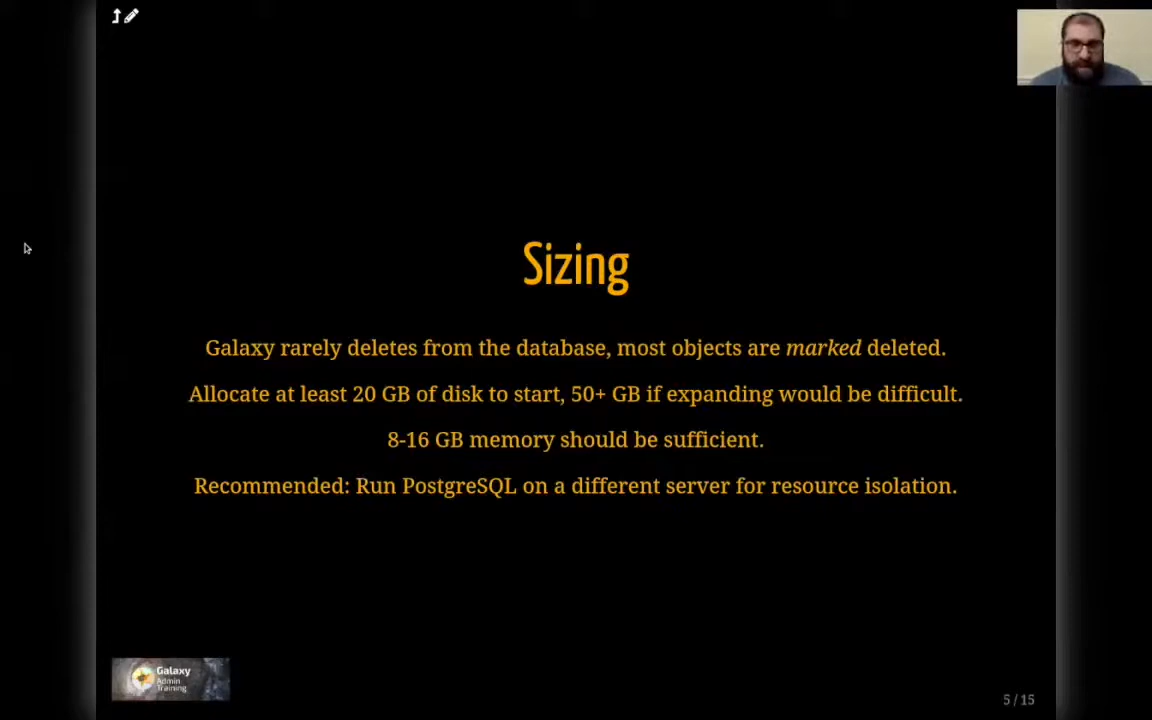 Sizing
Galaxy rarely deletes from the database, most objects are marked deleted.
Allocate at least 20 GB of disk to start, 50+ GB if expanding would be difficult.
8-16 GB memory should be sufficient.
Recommended: Run PostgreSQL on a different server for resource isolation.
Galaxy
Admin
Training
5 / 15